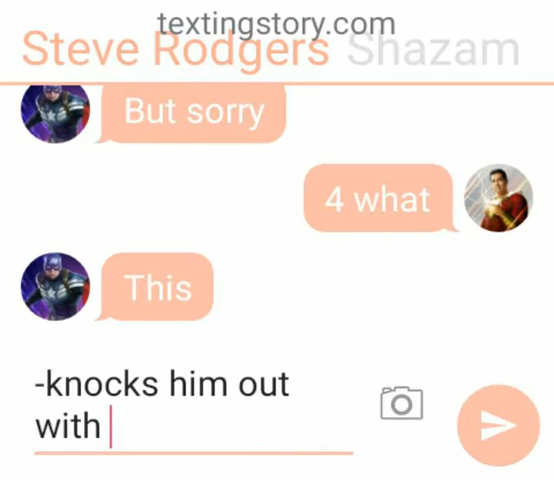 textingstory.com
Steve Rodgers Shazam
But sorry
4 what
This
-knocks him out
with